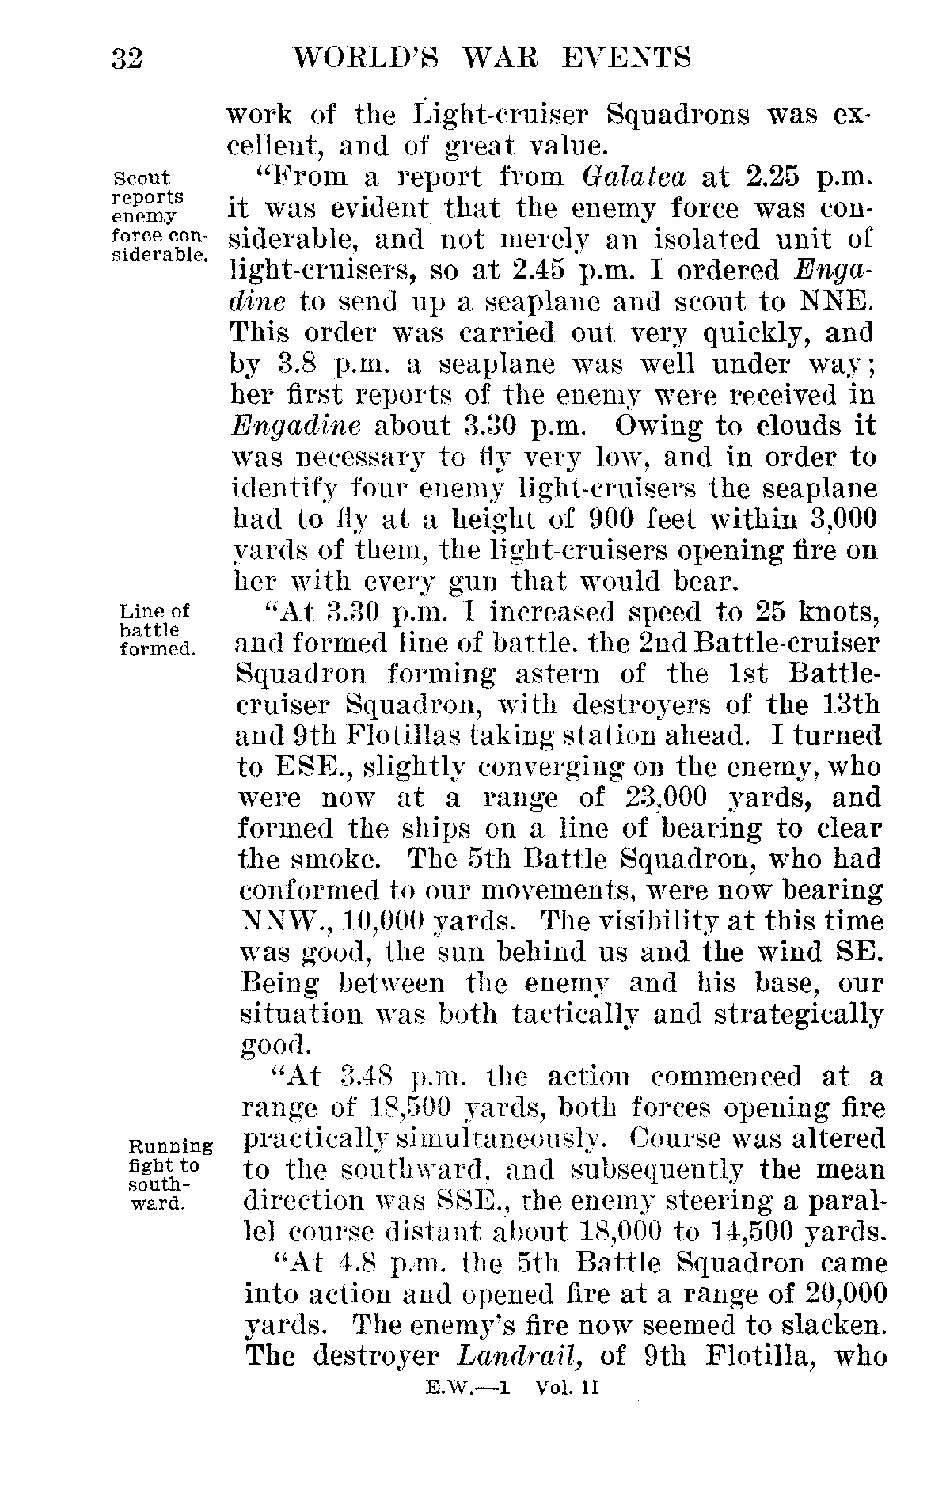 32 WORLD'S WAR EVENTS
work of the Light-cruiser Squadrons was ex-
cellent, and of great value.
Scout
reports
enemy
force con-
siderable.
"From a report from Galatea at 2.25 p.m.
it was evident that the enemy force was con-
siderable, and not merely an isolated unit of
light-cruisers, so at 2.45 p.m. I ordered Enga-
dine to send up a seaplane and scout to NNE.
This order was carried out very quickly, and
by 3.8 p.m. a seaplane was well under way;
her first reports of the enemy were received in
Engadine about 3.30 p.m. Owing to clouds it
was necessary to fly very low, and in order to
identify four enemy light-cruisers the seaplane
had to fly at a height of 900 feet within 3,000
yards of them, the light-cruisers opening fire on
her with every gun that would bear.
Line of
battle
formed.
"At 3.30 p.m. I increased speed to 25 knots,
and formed line of battle. the 2nd Battle-cruiser
Squadron forming astern of the 1st Battle-
cruiser Squadron, with destroyers of the 13th
and 9th Flotillas taking station ahead. I turned
to ESE., slightly converging on the enemy, who
were now at a range of 23,000 yards, and
formed the ships on a line of bearing to clear
the smoke. The 5th Battle Squadron, who had
conformed to our movements, were now bearing
NNW., 10,000 yards. The visibility at this time
was good, the sun behind us and the wind SE.
Being between the enemy and his base, our
situation was both tactically and strategically
good.
"At 3.48 p.m. the action commenced at a
range of 18,500 yards, both forces opening fire
Running
fight to
south-
ward.
practically simultaneously. Course was altered
to the southward, and subsequently the mean
direction was SSE., the enemy steering a paral-
lel course distant about 18,000 to 14,500 yards.
"At 4.8 p.m. the 5th Battle Squadron came
into action and opened fire at a range of 20,000
yards. The enemy's fire now seemed to slacken.
The destroyer Landrail, of 9th Flotilla, who
E.W.—1 Vol. II